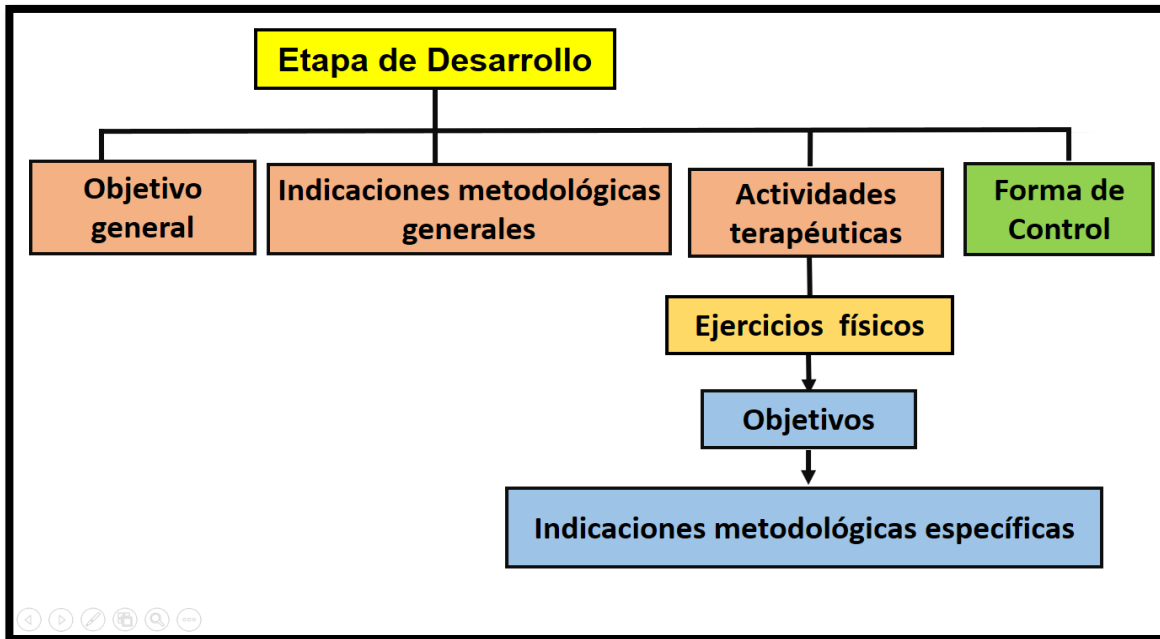 Etapa de Desarrollo
Objetivo
general
Indicaciones metodológicas
generales
Actividades
terapéuticas
Forma de
Control
Ejercicios físicos
Objetivos
Indicaciones metodológicas específicas